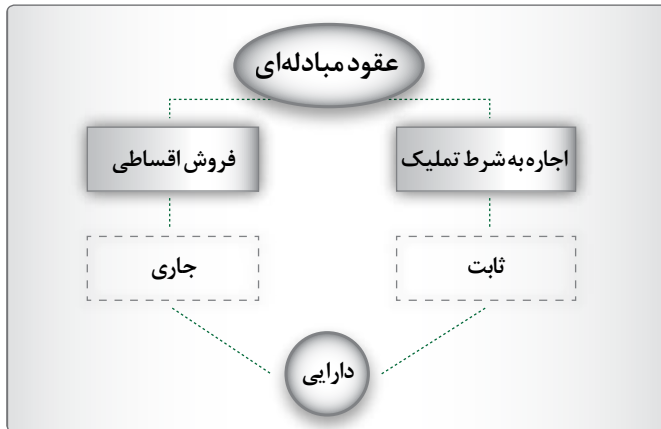 عقود مبادله‌ای
اجاره به شرط تملیک
فروش اقساطی
ثابت
جاری
دارایی